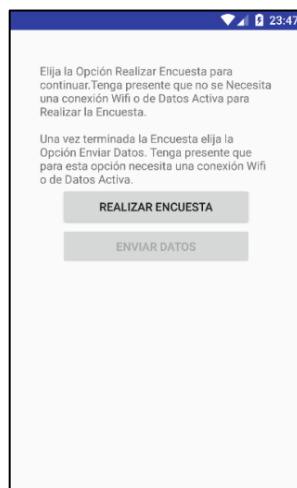 23:47
Elija la Opción Realizar Encuesta para
continuar.Tenga presente que no se Necesita
una conexión Wifi o de Datos Activa para
Realizar la Encuesta.
Una vez terminada la Encuesta elija la
Opción Enviar Datos. Tenga presente que
para esta opción necesita una conexión Wifi
o de Datos Activa.
REALIZAR ENCUESTA
ENVIAR DATOS